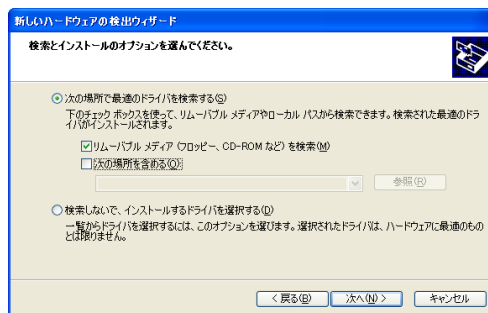 新しいハードウェアの検出ウィザード
検索とインストールのオプションを選んでください。
次の場所で最適のドライバを検索する(S)
下のチェック ボックスを使って、リムーバブル メディアやローカル パスから検索できます。検索された最適のドラ
イバがインストールされます。
リムーバブル メディア (フロッピー、CD-ROM など) を検索(M)
次の場所を含める(O):
参照(R)
検索しないで、インストールするドライバを選択する(D)
一覧からドライバを選択するには、このオプションを選びます。選択されたドライバは、ハードウェアに最適のもの
とは限りません。
< 戻る(B) 次へ(N) > キャンセル